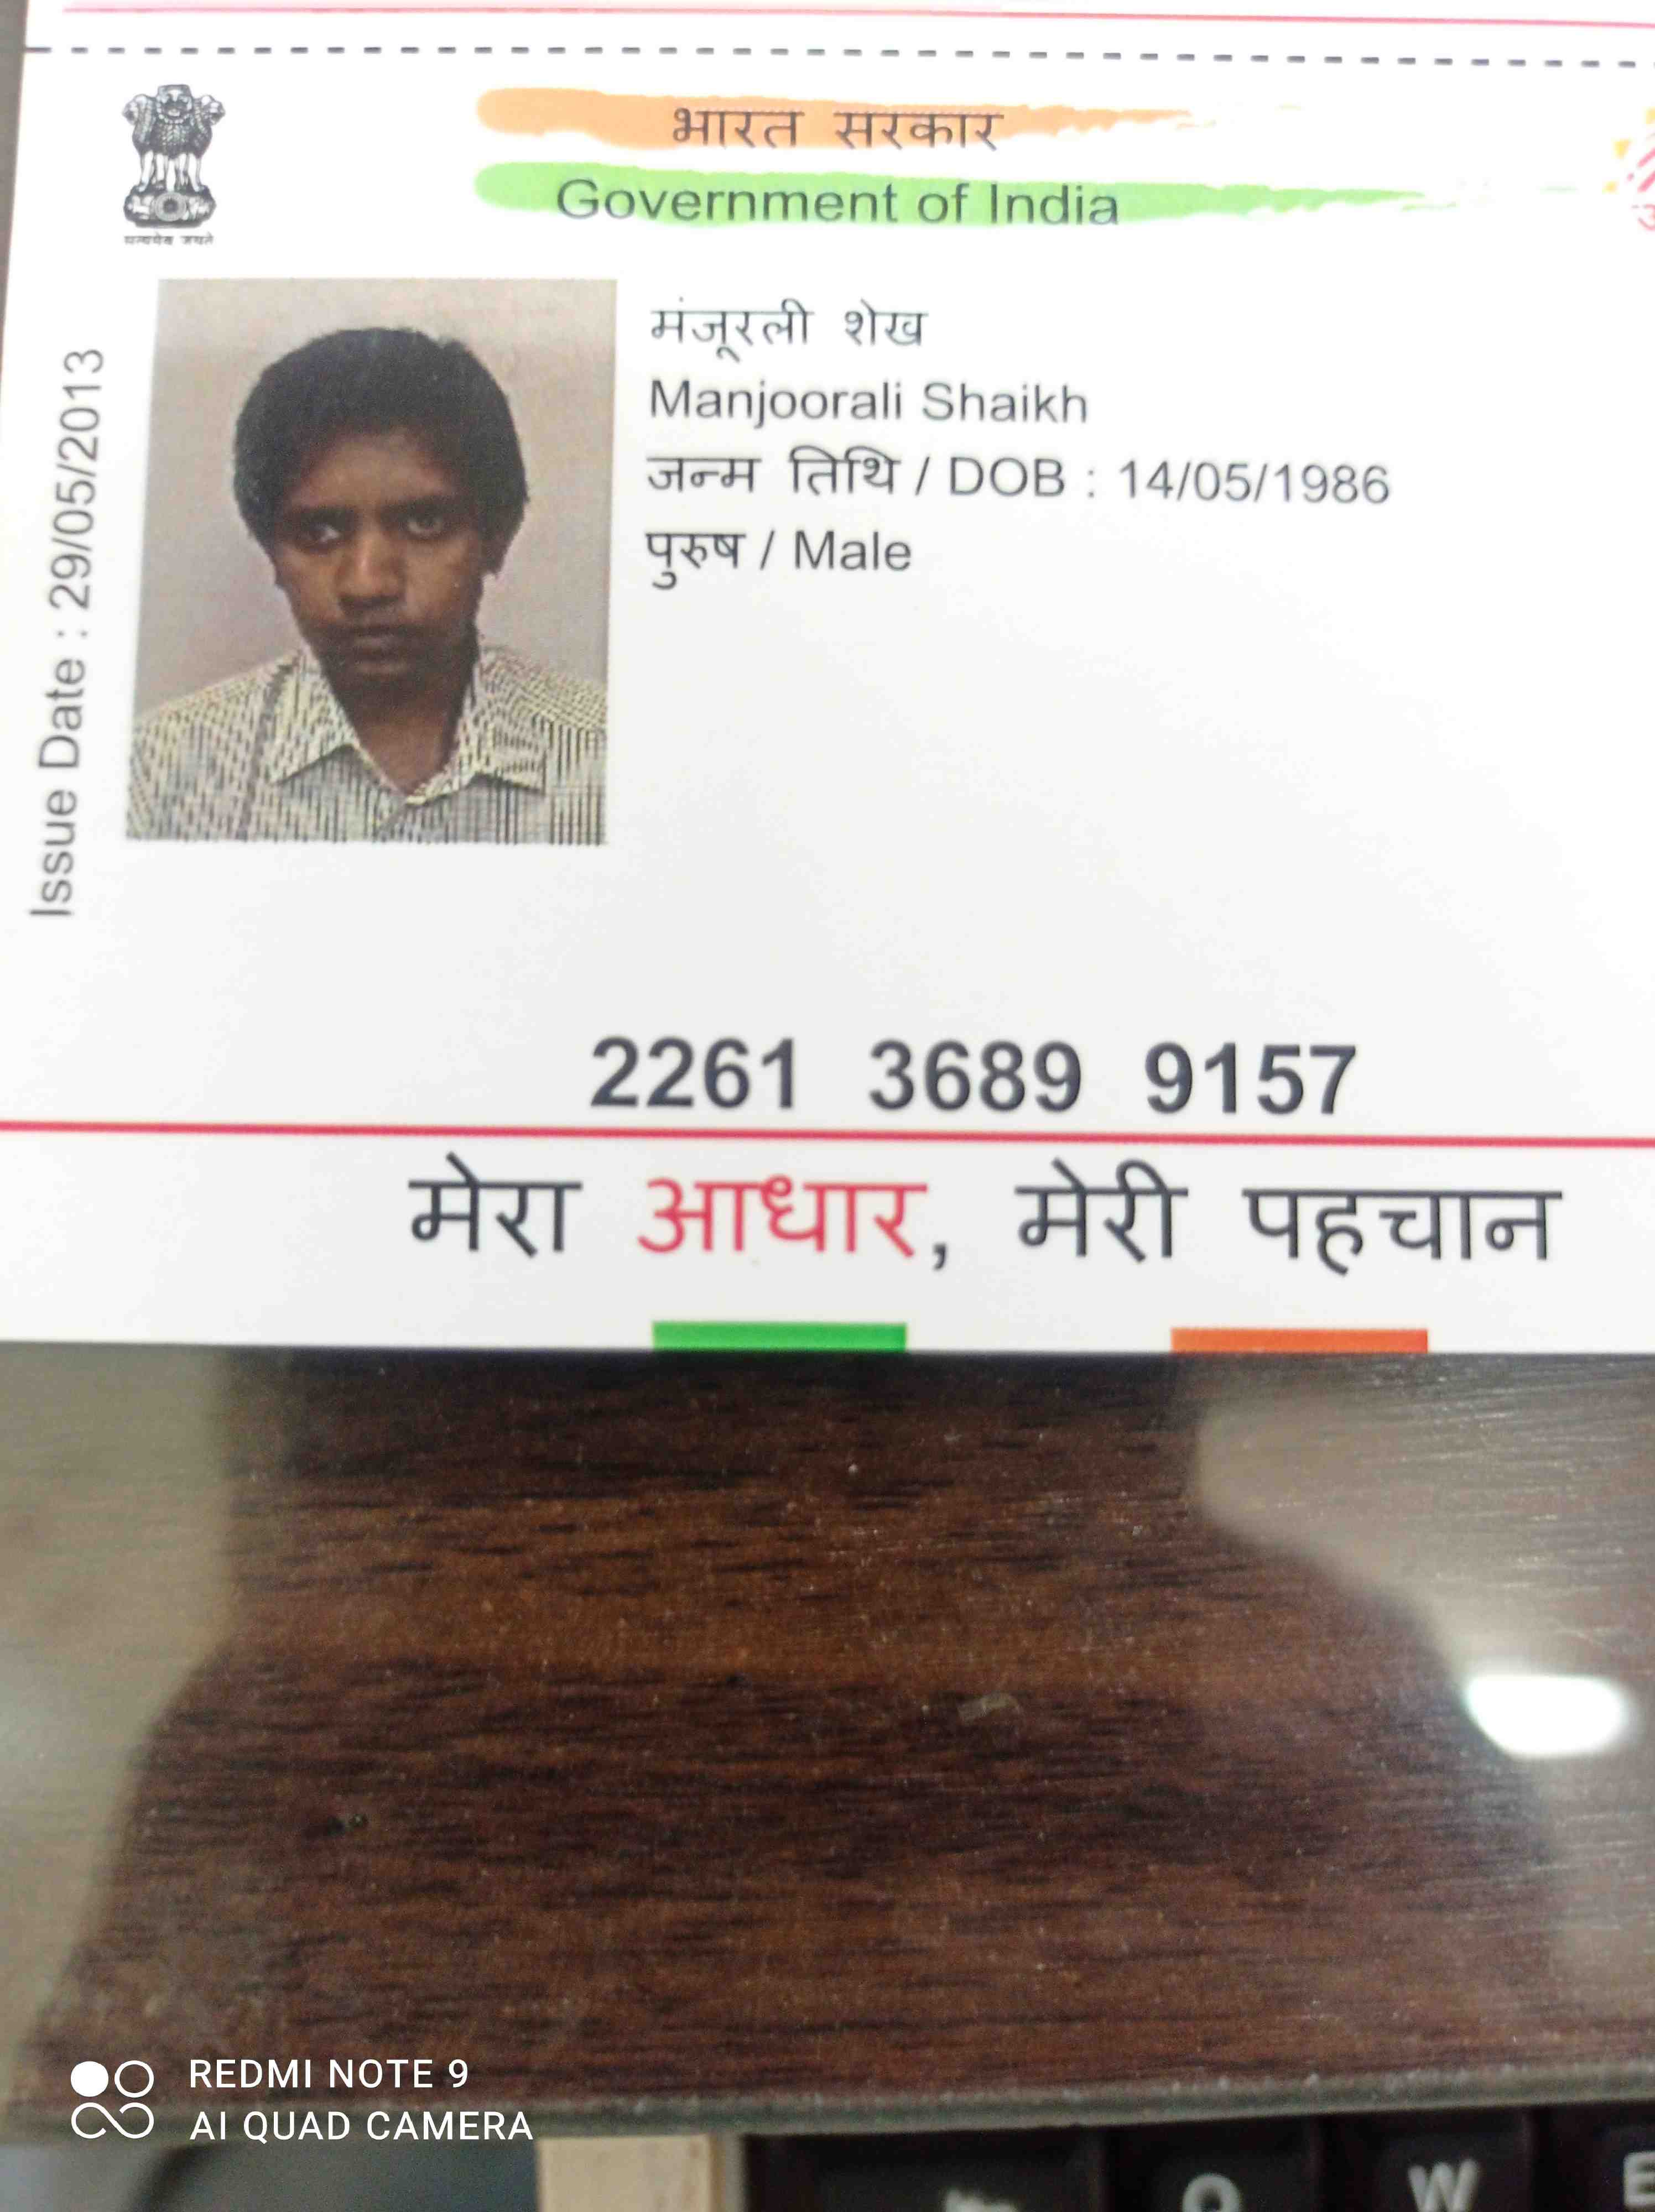 भारत सरकार
Government of India
सत्यमेव जयते
Issue Date : 29/05/2013
मंजूरली शेख
Manjoorali Shaikh
जन्म तिथि / DOB : 14/05/1986
पुरुष / Male
2261 3689 9157
मेरा आधार, मेरी पहचान
REDMI NOTE 9
AI QUAD CAMERA
Q W E